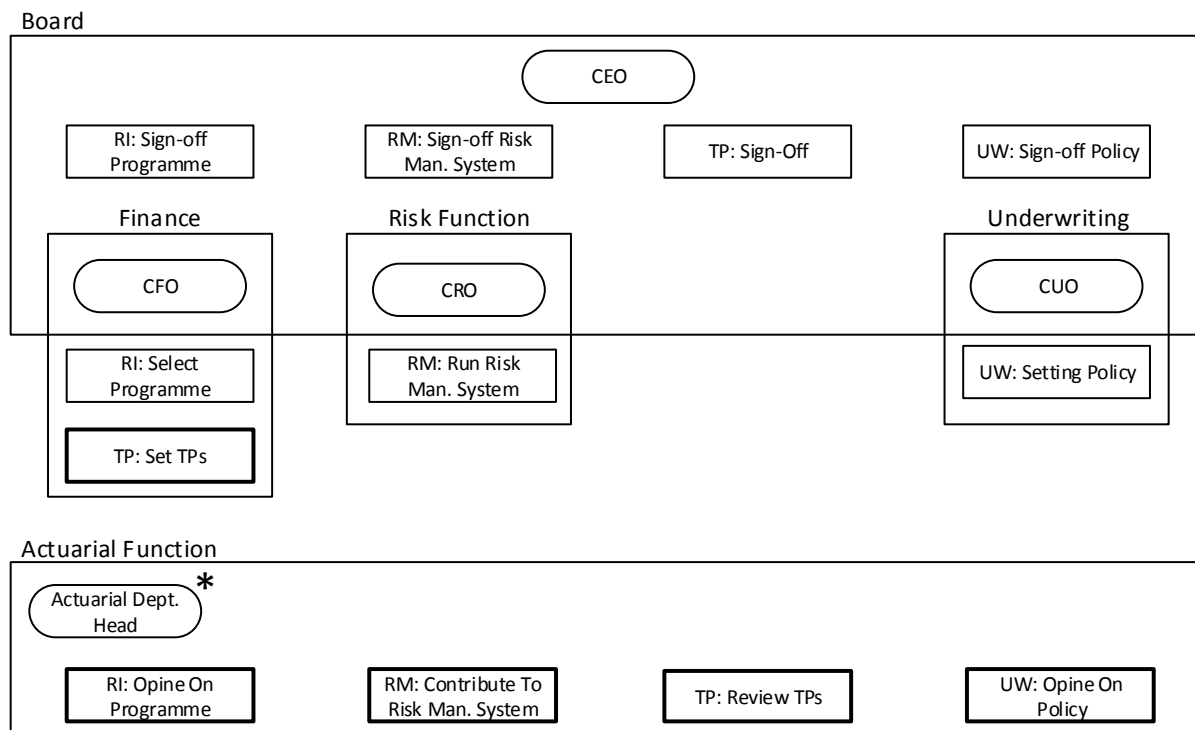 Board
CEO
RI: Sign-off
Programme
RM: Sign-off Risk
Man. System
TP: Sign-Off
UW: Sign-off Policy
Finance
Risk Function
Underwriting
CFO
CRO
CUO
RI: Select
Programme
RM: Run Risk
Man. System
UW: Setting Policy
TP: Set TPs
Actuarial Function
Actuarial Dept.
Head
*
RI: Opine On
Programme
RM: Contribute To
Risk Man. System
TP: Review TPs
UW: Opine On
Policy